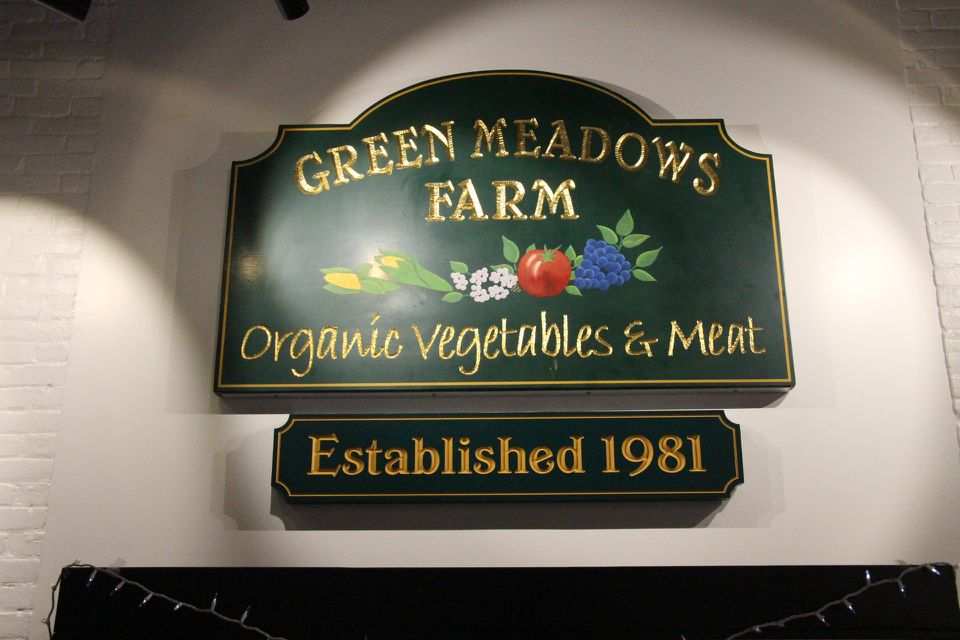 GREEN MEADOWS
FARM
Organic Vegetables & Meat
Established 1981